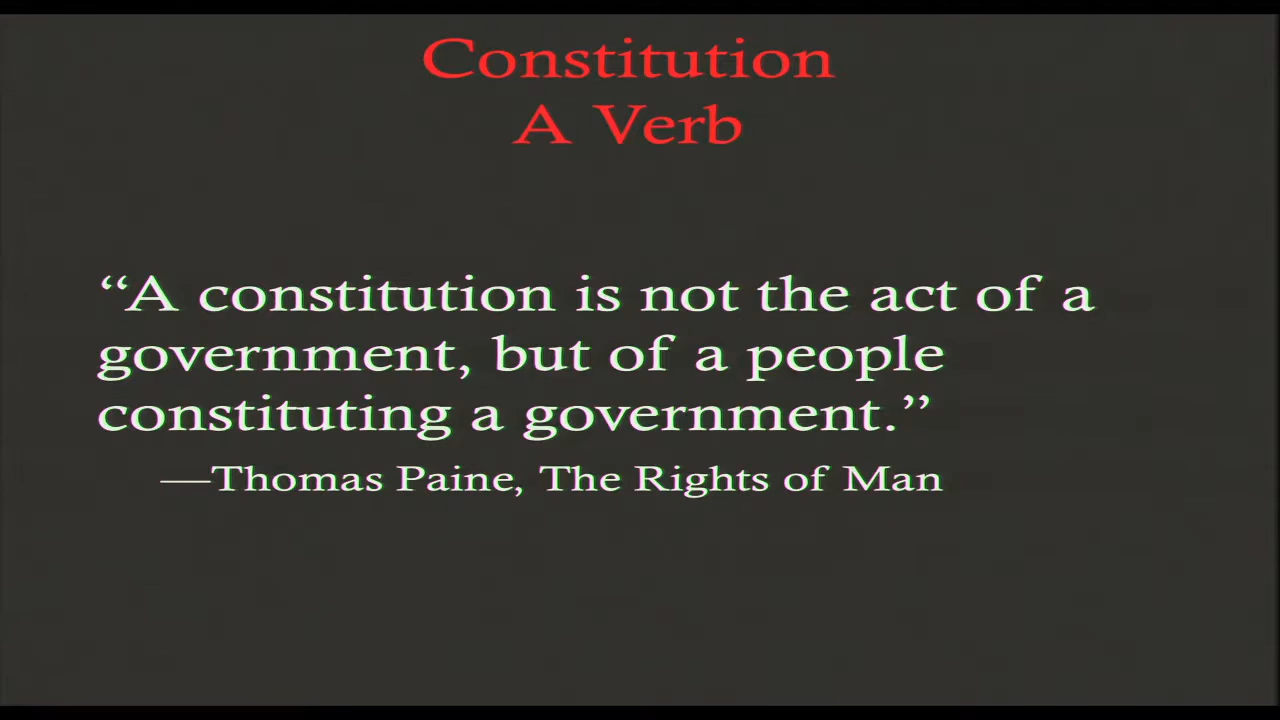 Constitution
A Verb
“A constitution is not the act of a
government, but of a people
constituting a government.”
—Thomas Paine, The Rights of Man